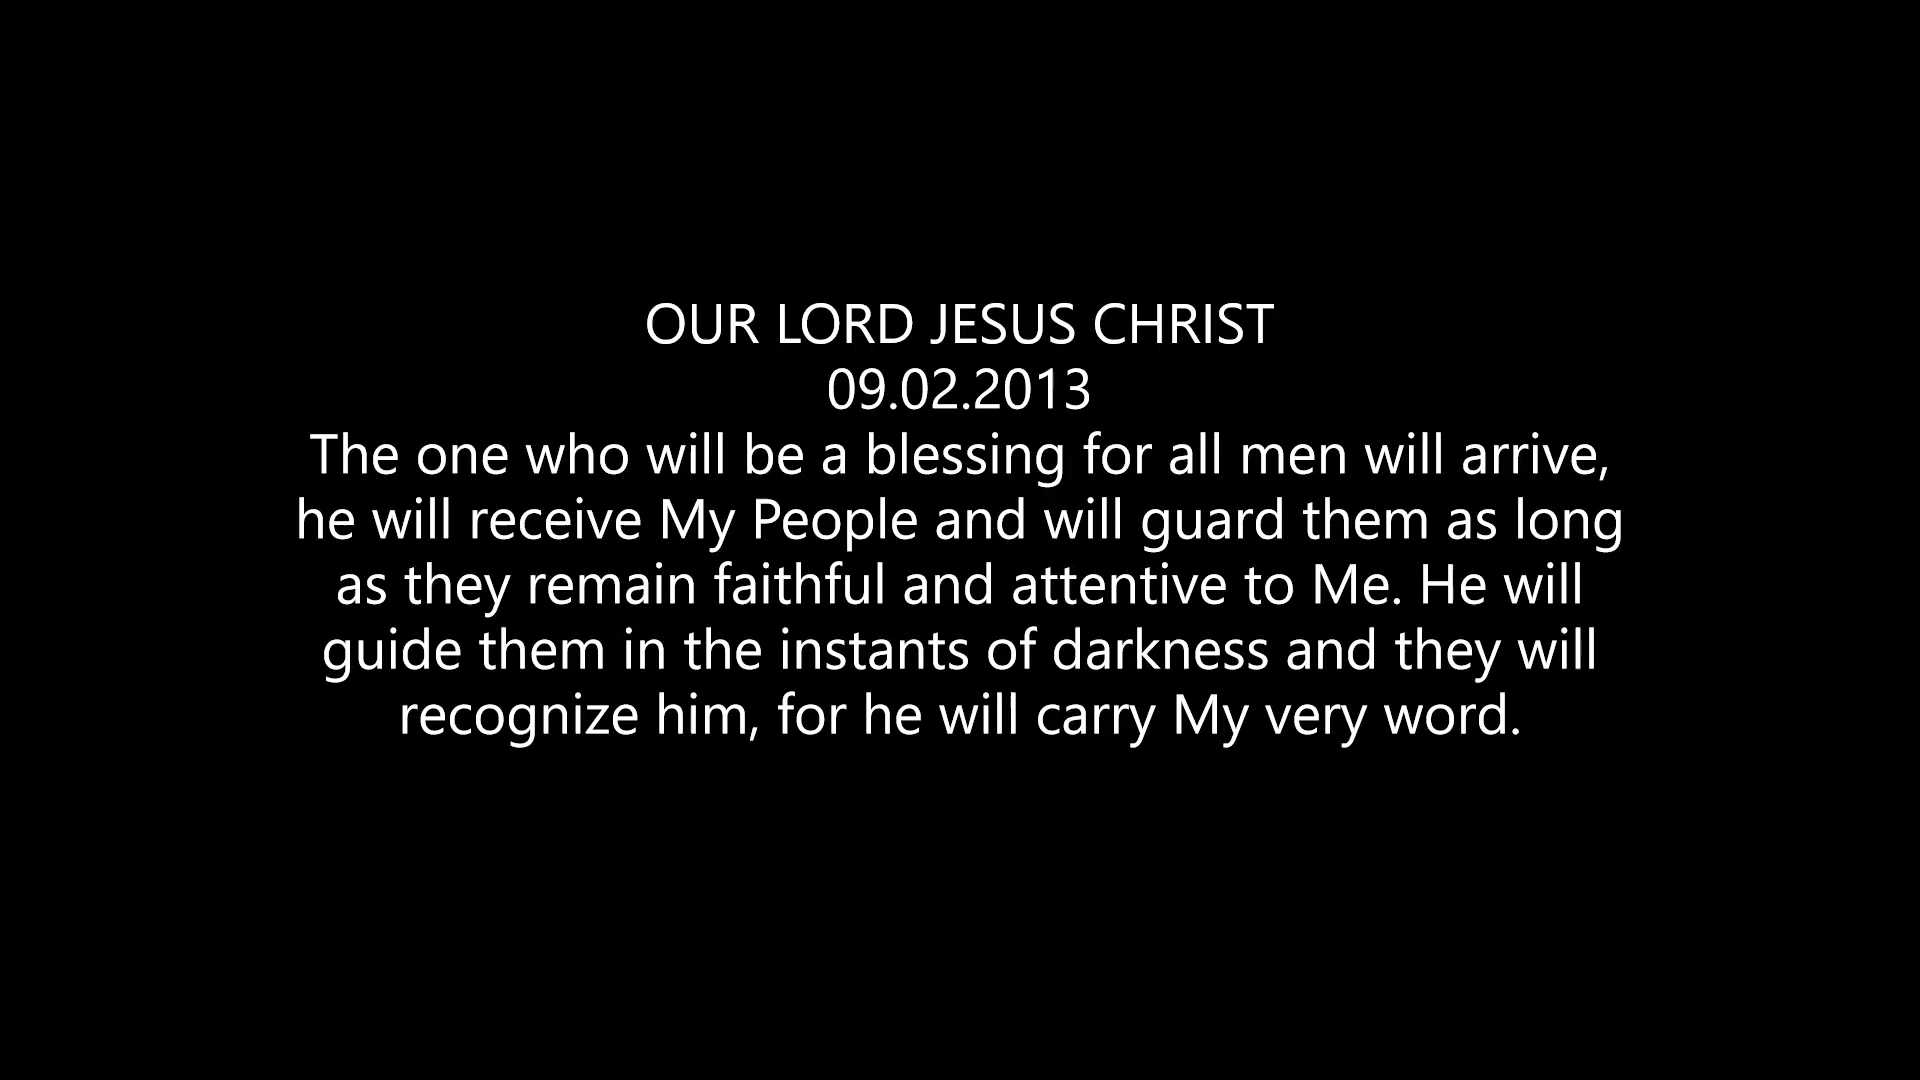 OUR LORD JESUS CHRIST
09.02.2013
The one who will be a blessing for all men will arrive,
he will receive My People and will guard them as long
as they remain faithful and attentive to Me. He will
guide them in the instants of darkness and they will
recognize him, for he will carry My very word.